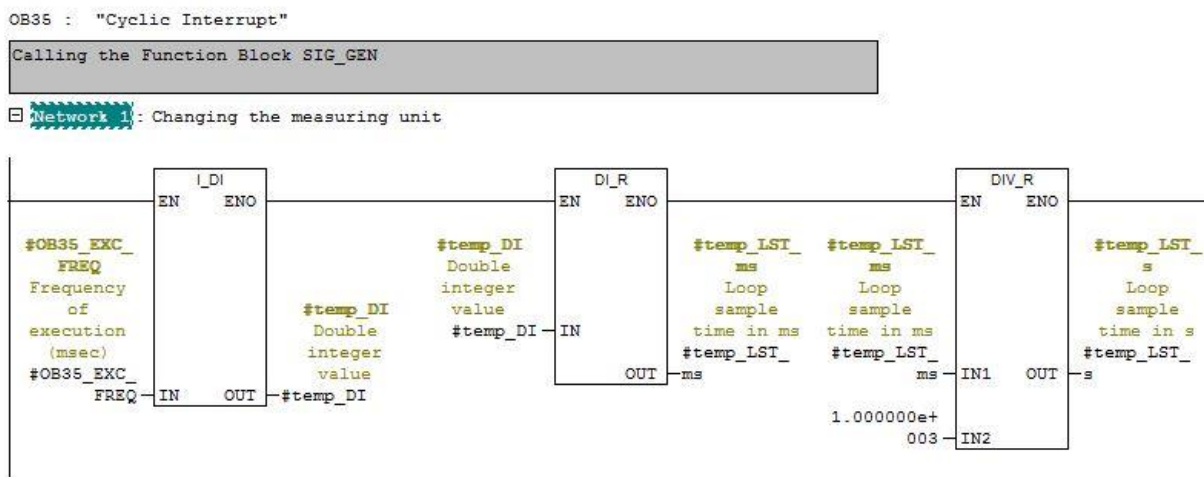 OB35 :  "Cyclic Interrupt"
Calling the Function Block SIG_GEN
Network 1: Changing the measuring unit
I_DI
EN ENO
#OB35_EXC_
FREQ
Frequency
of
execution
(msec)
#OB35_EXC_
FREQ
IN OUT
#temp_DI
Double
integer
value
#temp_DI
DI_R
EN ENO
#temp_DI
Double
integer
value
#temp_DI
IN
OUT
#temp_LST_
ms
Loop
sample
time in ms
#temp_LST_
ms
DIV_R
EN ENO
#temp_LST_
ms
Loop
sample
time in ms
#temp_LST_
ms
IN1 OUT
1.000000e+
003
IN2
#temp_LST_
s
Loop
sample
time in s
#temp_LST_
s